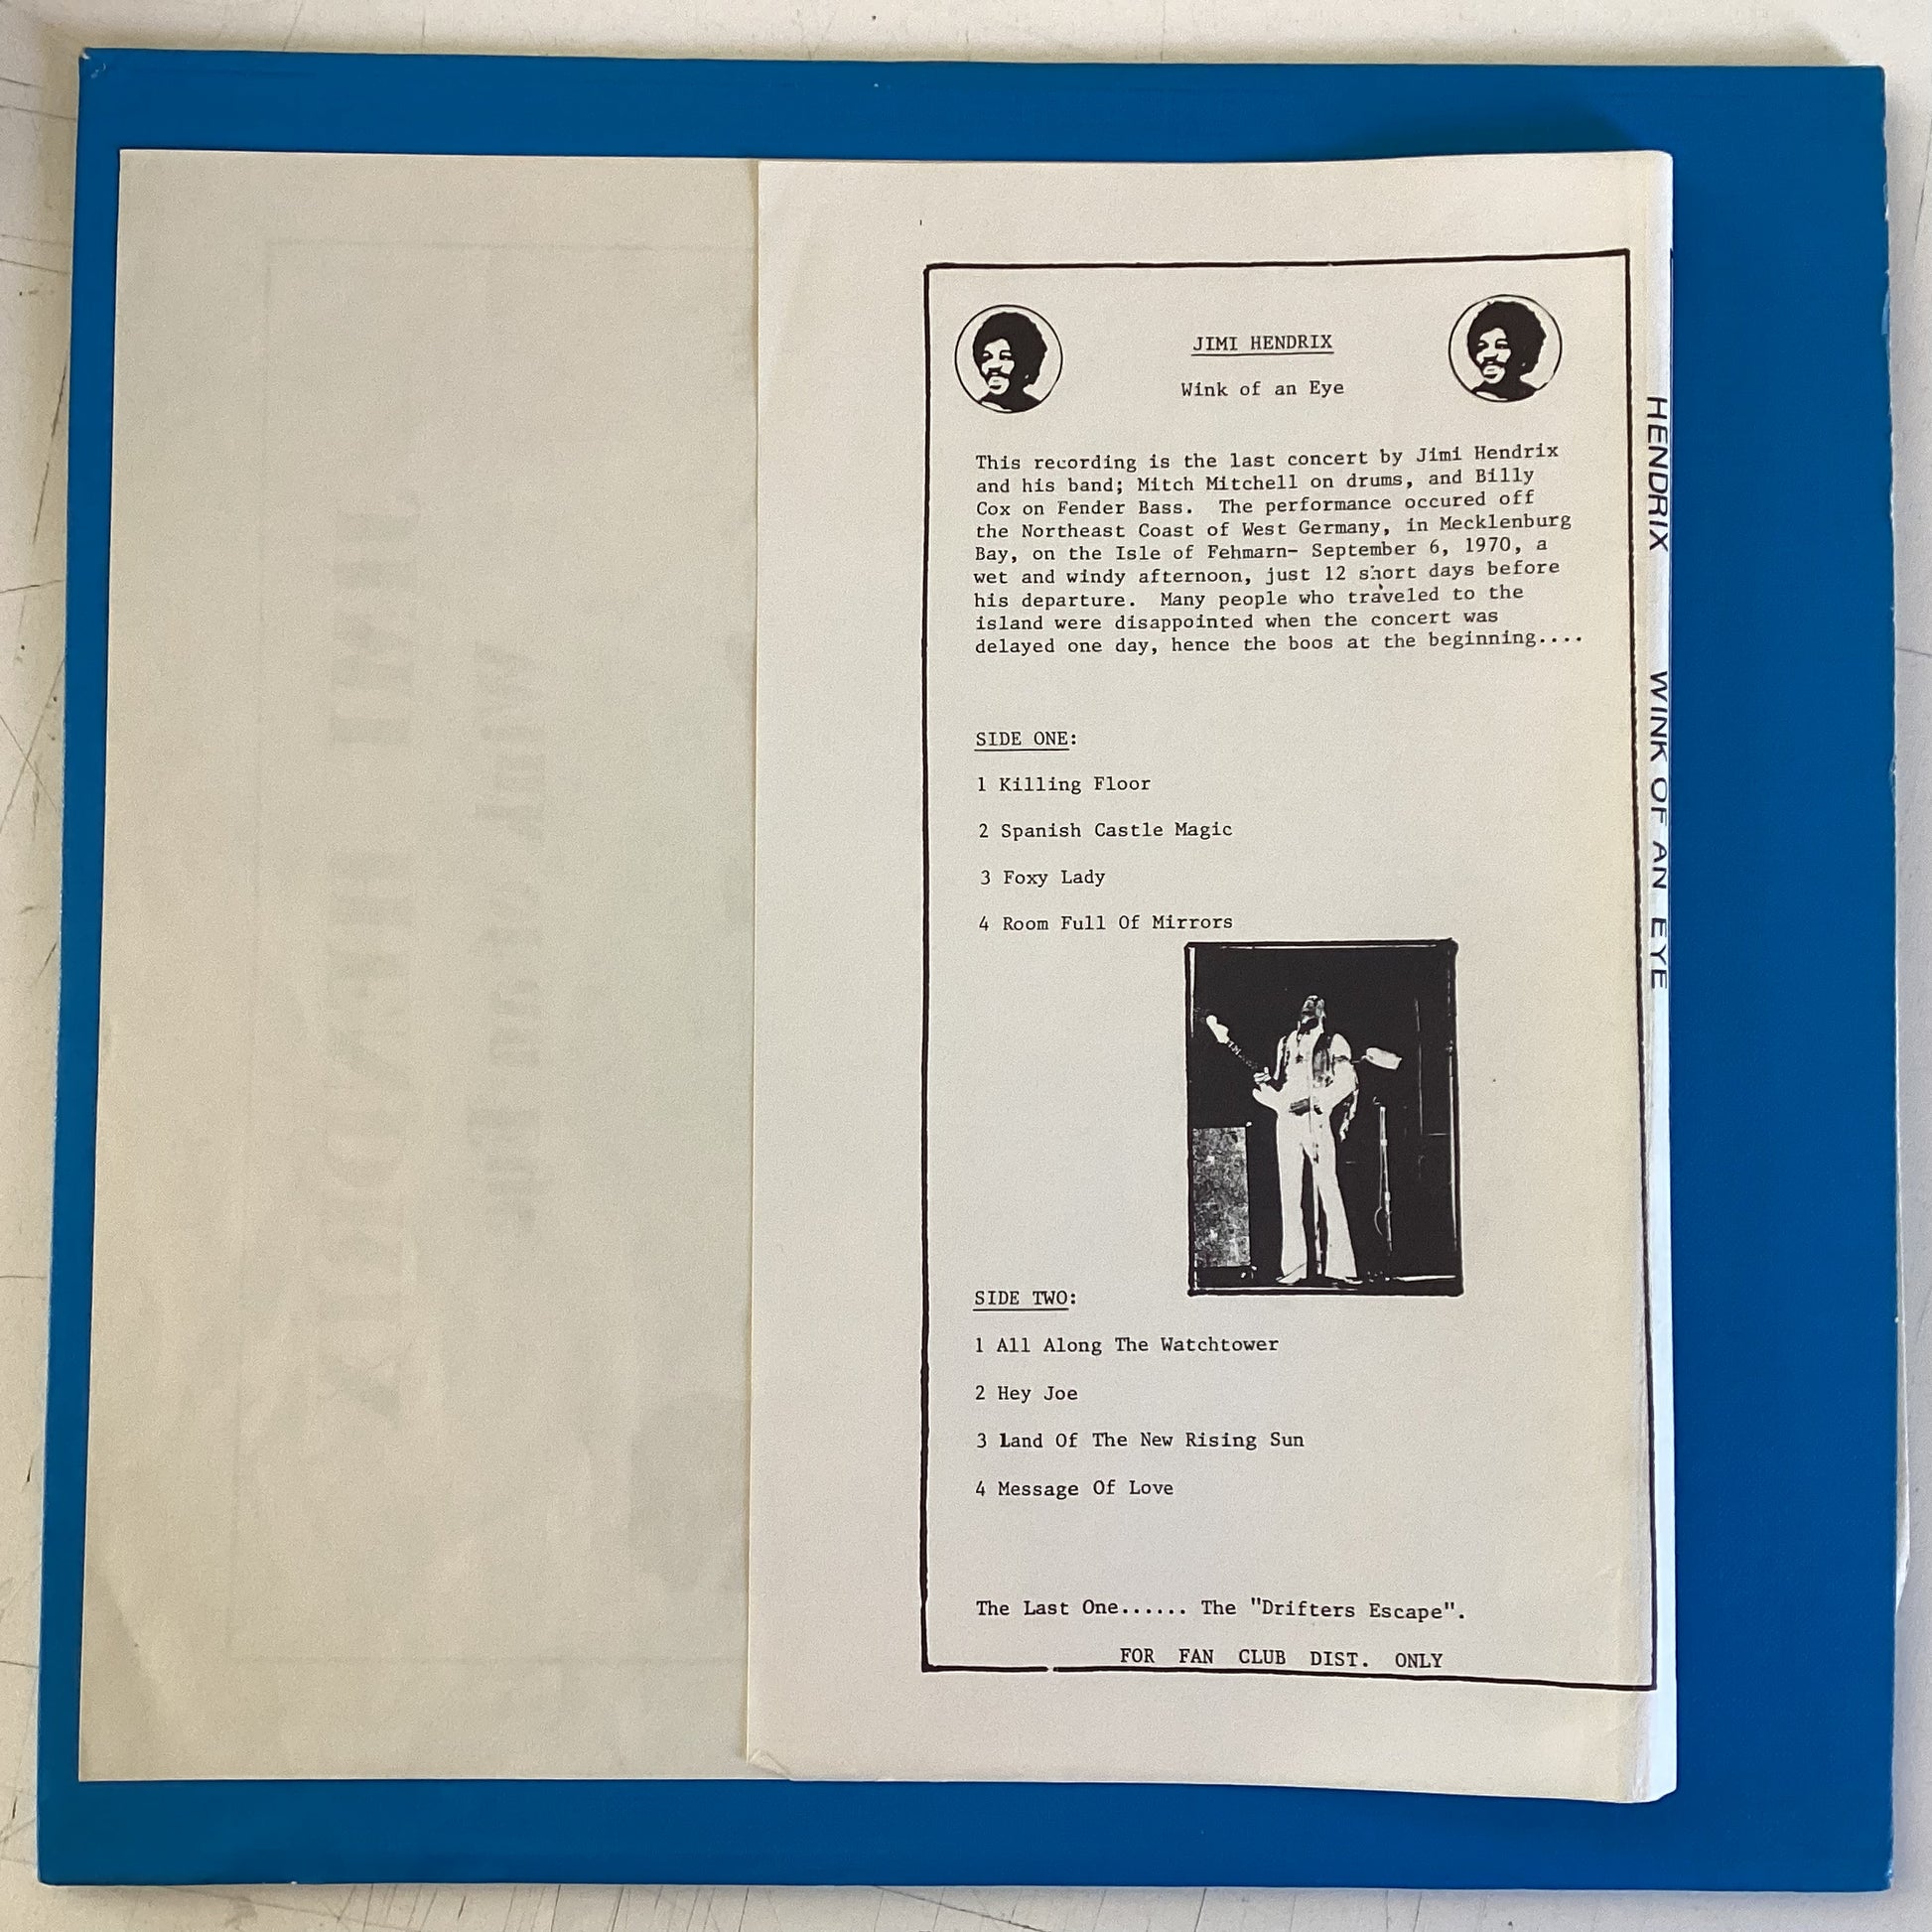 JIMI HENDRIX
Wink of an Eye
This recording is the last concert by Jimi Hendrix
and his band; Mitch Mitchell on drums, and Billy
Cox on Fender Bass. The performance occured off
the Northeast Coast of West Germany, in Mecklenburg
Bay, on the Isle of Fehmarn- September 6, 1970, a
wet and windy afternoon, just 12 short days before
his departure. Many people who traveled to the
island were disappointed when the concert was
delayed one day, hence the boos at the beginning....
SIDE ONE:
1 Killing Floor
2 Spanish Castle Magic
3 Foxy Lady
4 Room Full Of Mirrors
SIDE TWO:
1 All Along The Watchtower
2 Hey Joe
3 Land Of The New Rising Sun
4 Message Of Love
The Last One...... The "Drifters Escape".
FOR FAN CLUB DIST. ONLY
HENDRIX WINK OF AN EYE